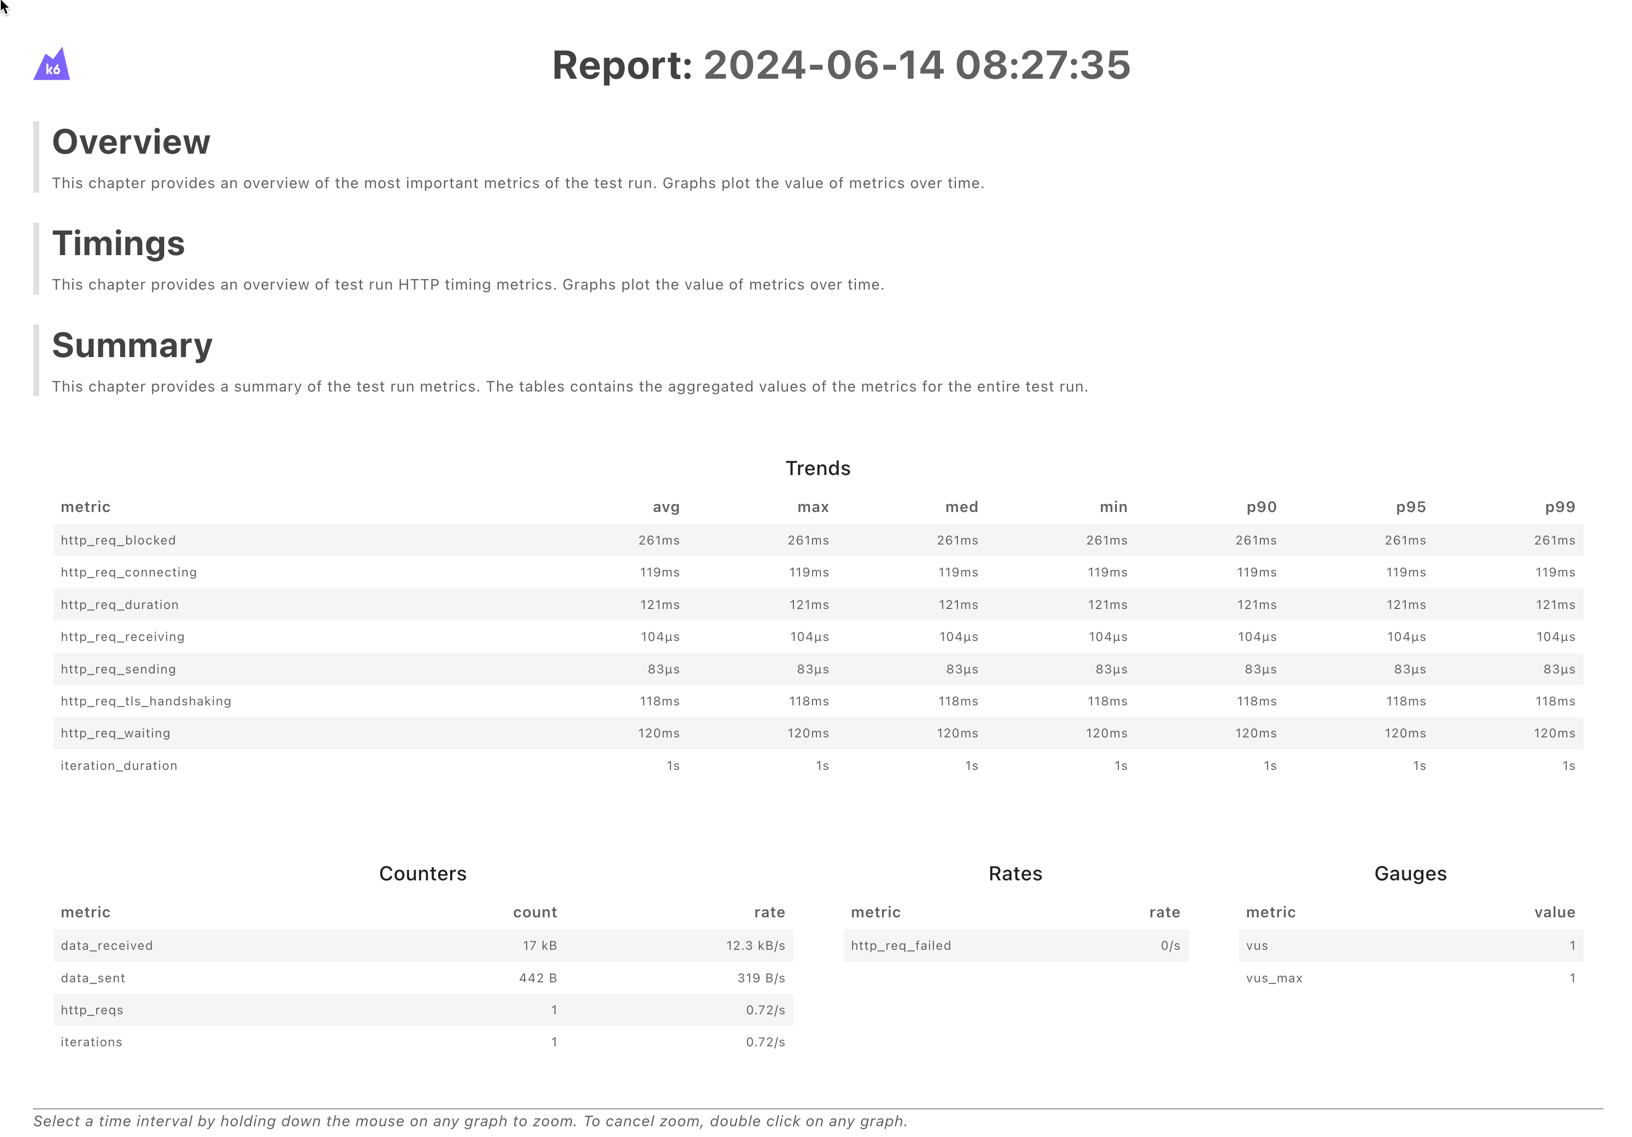 k6
Report: 2024-06-14 08:27:35
Overview
This chapter provides an overview of the most important metrics of the test run. Graphs plot the value of metrics over time.
Timings
This chapter provides an overview of test run HTTP timing metrics. Graphs plot the value of metrics over time.
Summary
This chapter provides a summary of the test run metrics. The tables contains the aggregated values of the metrics for the entire test run.
Trends
metric avg max med min p90 p95 p99
http_req_blocked 261ms 261ms 261ms 261ms 261ms 261ms 261ms
http_req_connecting 119ms 119ms 119ms 119ms 119ms 119ms 119ms
http_req_duration 121ms 121ms 121ms 121ms 121ms 121ms 121ms
http_req_receiving 104µs 104µs 104µs 104µs 104µs 104µs 104µs
http_req_sending 83µs 83µs 83µs 83µs 83µs 83µs 83µs
http_req_tls_handshaking 118ms 118ms 118ms 118ms 118ms 118ms 118ms
http_req_waiting 120ms 120ms 120ms 120ms 120ms 120ms 120ms
iteration_duration 1s 1s 1s 1s 1s 1s 1s
Counters
metric count rate
data_received 17 kB 12.3 kB/s
data_sent 442 B 319 B/s
http_reqs 1 0.72/s
iterations 1 0.72/s
Rates
metric rate
http_req_failed 0/s
Gauges
metric value
vus 1
vus_max 1
Select a time interval by holding down the mouse on any graph to zoom. To cancel zoom, double click on any graph.